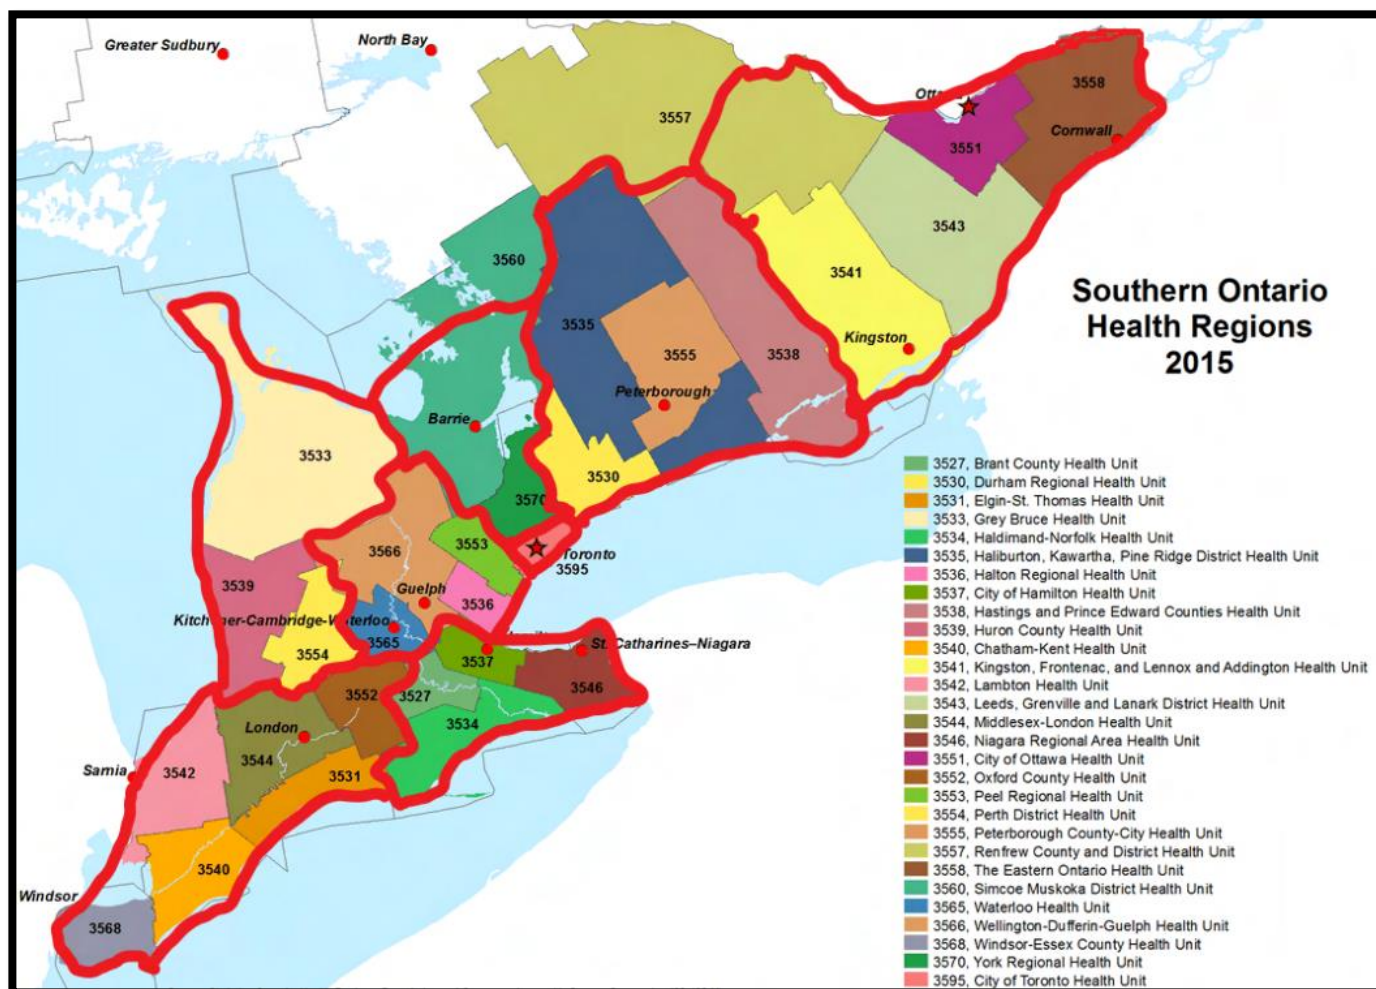 Greater Sudbury
North Bay
3557
3558
Cornwall
3551
3543
3560
3541
Southern Ontario
Health Regions
2015
3535
Kingston
3538
3555
Peterborough
Barrie
3533
3530
3570
3553
3566
Toronto
3595
3539
Guelph
3536
3565
3554
St. Catharines–Niagara
3537
3552
3527
3546
3534
London
3544
3531
Sarnia
3542
3540
Windsor
3568
3527, Brant County Health Unit
3530, Durham Regional Health Unit
3531, Elgin-St. Thomas Health Unit
3533, Grey Bruce Health Unit
3534, Haldimand-Norfolk Health Unit
3535, Haliburton, Kawartha, Pine Ridge District Health Unit
3536, Halton Regional Health Unit
3537, City of Hamilton Health Unit
3538, Hastings and Prince Edward Counties Health Unit
3539, Huron County Health Unit
3540, Chatham-Kent Health Unit
3541, Kingston, Frontenac, and Lennox and Addington Health Unit
3542, Lambton Health Unit
3543, Leeds, Grenville and Lanark District Health Unit
3544, Middlesex-London Health Unit
3546, Niagara Regional Area Health Unit
3551, City of Ottawa Health Unit
3552, Oxford County Health Unit
3553, Peel Regional Health Unit
3554, Perth District Health Unit
3555, Peterborough County-City Health Unit
3557, Renfrew County and District Health Unit
3558, The Eastern Ontario Health Unit
3560, Simcoe Muskoka District Health Unit
3565, Waterloo Health Unit
3566, Wellington-Dufferin-Guelph Health Unit
3568, Windsor-Essex County Health Unit
3570, York Regional Health Unit
3595, City of Toronto Health Unit